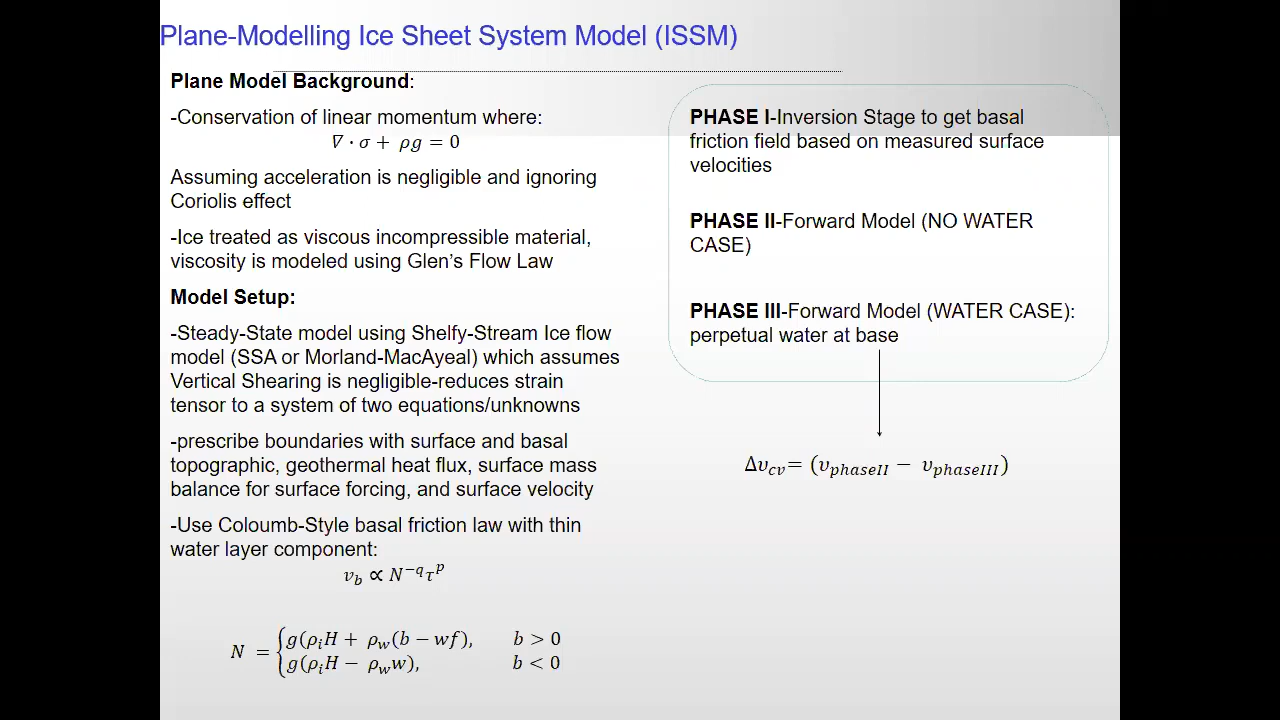 Plane-Modelling Ice Sheet System Model (ISSM)
Plane Model Background:
-Conservation of linear momentum where:
∇ · σ + ρg = 0
Assuming acceleration is negligible and ignoring
Coriolis effect
-Ice treated as viscous incompressible material,
viscosity is modeled using Glen's Flow Law
Model Setup:
-Steady-State model using Shelfy-Stream Ice flow
model (SSA or Morland-MacAyeal) which assumes
Vertical Shearing is negligible-reduces strain
tensor to a system of two equations/unknowns
-prescribe boundaries with surface and basal
topographic, geothermal heat flux, surface mass
balance for surface forcing, and surface velocity
-Use Coloumb-Style basal friction law with thin
water layer component:
v_b ∝ N^{-q} τ^p
N = { g(ρ_i H + ρ_w (b − wf), b > 0
g(ρ_i H − ρ_w w), b < 0
PHASE I-Inversion Stage to get basal
friction field based on measured surface
velocities
PHASE II-Forward Model (NO WATER
CASE)
PHASE III-Forward Model (WATER CASE):
perpetual water at base
Δv_{cv} = (v_{phaseII} − v_{phaseIII})